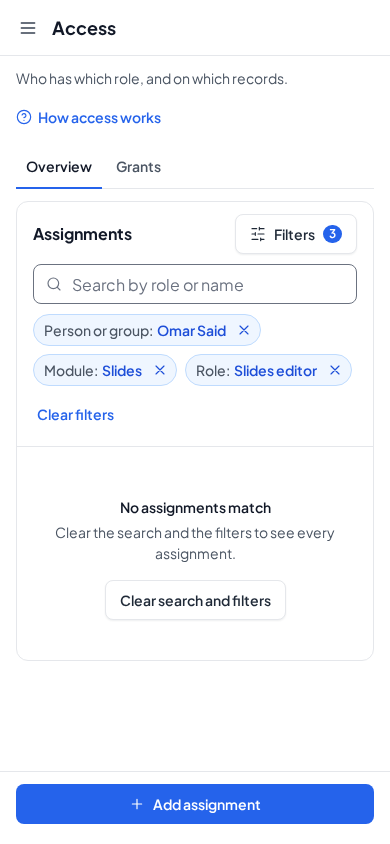 Access
Who has which role, and on which records.
How access works
Overview
Grants
Assignments
Filters 3
Search by role or name
Person or group: Omar Said
Module: Slides
Role: Slides editor
Clear filters
No assignments match
Clear the search and the filters to see every
assignment.
Clear search and filters
Add assignment